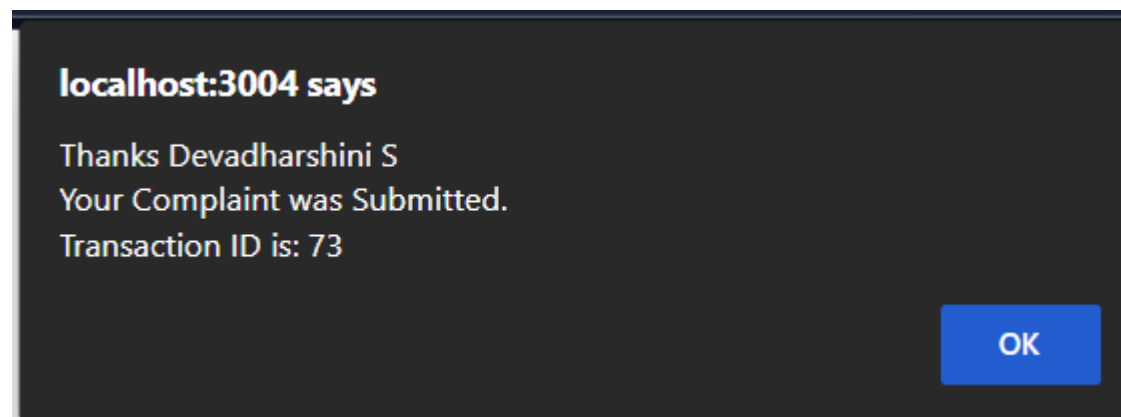 localhost:3004 says
Thanks Devadharshini S
Your Complaint was Submitted.
Transaction ID is: 73
OK